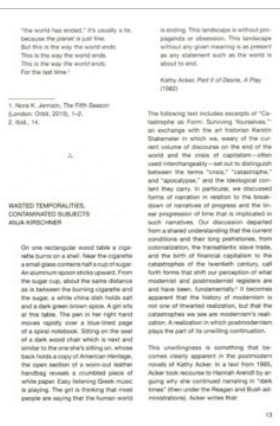 "the world has ended," it's usually a lie,
because the planet is just fine.
But this is the way the world ends.
This is the way the world ends.
This is the way the world ends.
For the last time.¹
1. Nora K. Jemisin, The Fifth Season
(London: Orbit, 2015), 1–2.
2. Ibid., 14.
WASTED TEMPORALITIES,
CONTAMINATED SUBJECTS
ANJA KIRSCHNER
On one rectangular wood table a ciga-
rette burns on a shell. Near the cigarette
a small glass contains half a cup of sugar.
An aluminum spoon sticks upward. From
the sugar cup, about the same distance
as is between the burning cigarette and
the sugar, a white china dish holds salt
and a dark green brown space. A girl sits
at this table. The pen in her right hand
moves rapidly over a blue-lined page
of a spiral notebook. Sitting on the seat
of a dark wood chair which is next and
similar to the one she's sitting on, whose
back holds a copy of American Heritage,
the open section of a worn-out leather
handbag reveals a crumbled piece of
white paper. Easy listening Greek music
is playing. The girl is thinking that most
people are saying that the human world
is ending. This landscape is without pro-
paganda or obsession. This landscape
without any given meaning is as present
as any statement such as the world is
about to end.
Kathy Acker, Part II of Desire, A Play
(1982)
The following text includes excerpts of "Ca-
tastrophe as Form: Surviving Yourselves,"
an exchange with the art historian Kerstin
Stakemeier in which we, weary of the cur-
rent volume of discourse on the end of the
world and the crisis of capitalism—often
used interchangeably—set out to distinguish
between the terms "crisis," "catastrophe,"
and "apocalypse," and the ideological con-
tent they carry. In particular, we discussed
forms of narration in relation to the break-
down of narratives of progress and the lin-
ear progression of time that is implicated in
such narratives. Our discussion departed
from a shared understanding that the current
conditions and their long prehistories, from
colonialization, the transatlantic slave trade,
and the birth of financial capitalism to the
catastrophes of the twentieth century, call
forth forms that shift our perception of what
modernist and postmodernist registers are
and have been, fundamentally. It becomes
apparent that the history of modernism is
not one of thwarted realization, but that the
catastrophes we see are modernism's reali-
zation. A realization in which postmodernism
plays the part of its unwilling continuation.
This unwillingness is something that be-
comes clearly apparent in the postmodern
novels of Kathy Acker. In a text from 1985,
Acker took recourse to Hannah Arendt by ar-
guing why she continued narrating in "dark
times" (then under the Reagan and Bush ad-
ministrations). Acker writes that
13